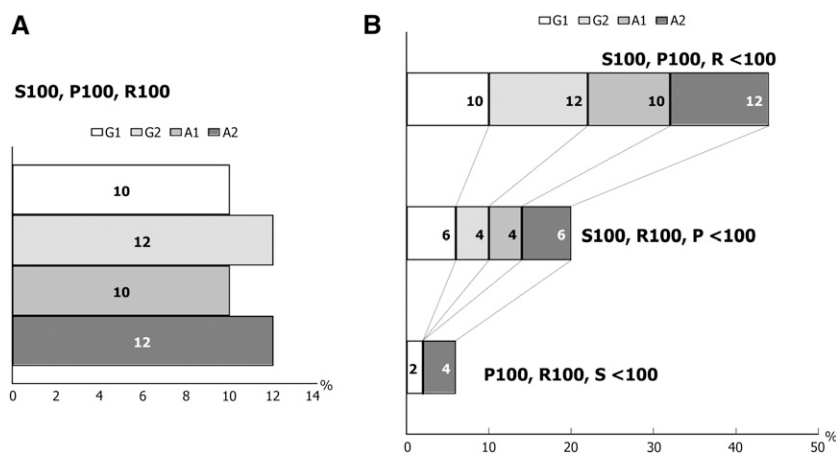 A
S100, P100, R100
G1 G2 A1 A2
10
12
10
12
0 2 4 6 8 10 12 14 %
B
G1 G2 A1 A2
S100, P100, R <100
10 12 10 12
6 4 4 6 S100, R100, P <100
2 4 P100, R100, S <100
0 10 20 30 40 50 %